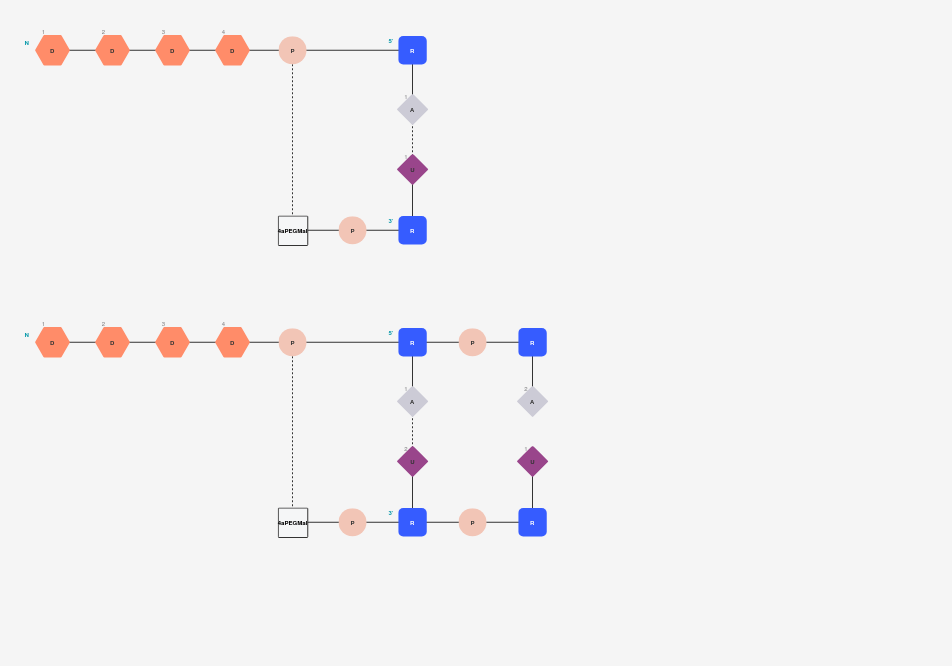 1 2 3 4
N D D D D P 5' R
1
A
1
U
4aPEGMal P 3' R
1 2 3 4
N D D D D P 5' R P R
1 2
A A
2 1
U U
4aPEGMal P 3' R P R